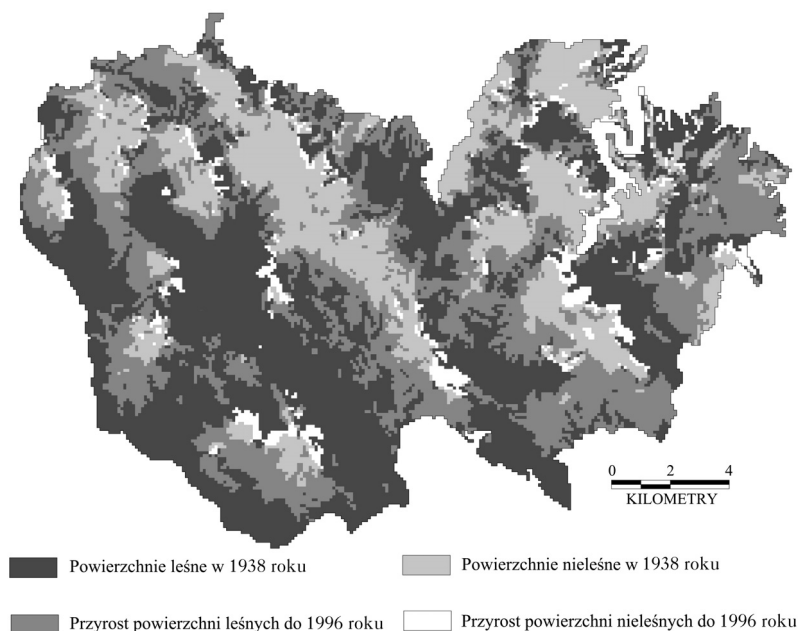 0 2 4
KILOMETRY
Powierzchnie leśne w 1938 roku
Powierzchnie nieleśne w 1938 roku
Przyrost powierzchni leśnych do 1996 roku
Przyrost powierzchni nieleśnych do 1996 roku